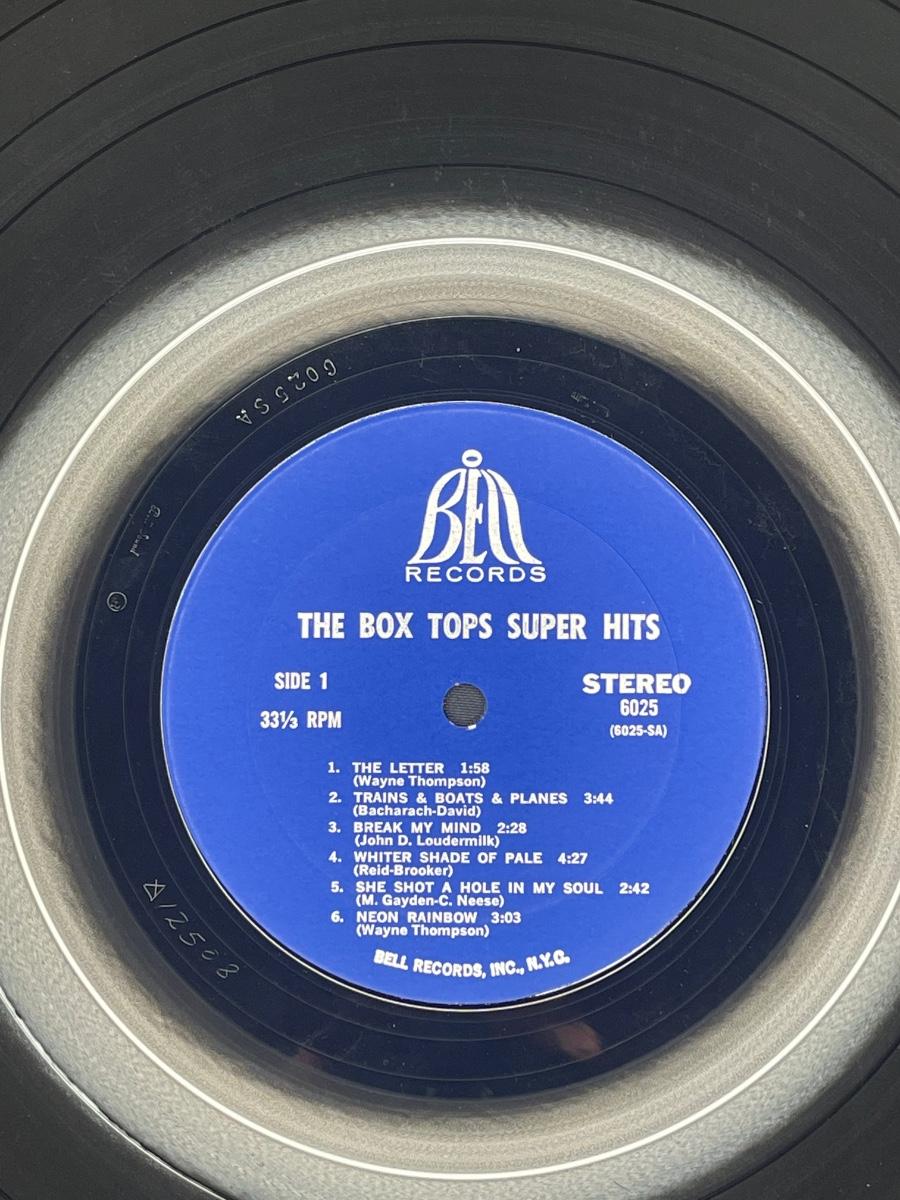 6025SA
BELL
RECORDS
THE BOX TOPS SUPER HITS
SIDE 1
33⅓ RPM
STEREO
6025
(6025-SA)
1. THE LETTER 1:58
(Wayne Thompson)
2. TRAINS & BOATS & PLANES 3:44
(Bacharach-David)
3. BREAK MY MIND 2:28
(John D. Loudermilk)
4. WHITER SHADE OF PALE 4:27
(Reid-Brooker)
5. SHE SHOT A HOLE IN MY SOUL 2:42
(M. Gayden-C. Neese)
6. NEON RAINBOW 3:03
(Wayne Thompson)
BELL RECORDS, INC., N.Y.C.
12508